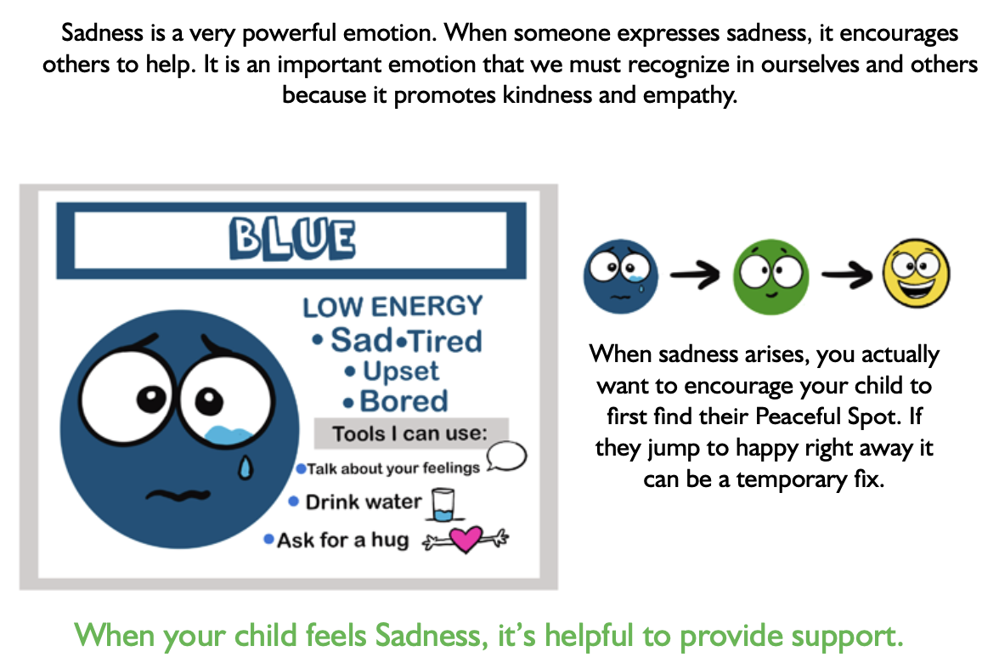 Sadness is a very powerful emotion. When someone expresses sadness, it encourages
others to help. It is an important emotion that we must recognize in ourselves and others
because it promotes kindness and empathy.
BLUE
LOW ENERGY
• Sad • Tired
• Upset
• Bored
Tools I can use:
• Talk about your feelings
• Drink water
• Ask for a hug
When sadness arises, you actually
want to encourage your child to
first find their Peaceful Spot. If
they jump to happy right away it
can be a temporary fix.
When your child feels Sadness, it's helpful to provide support.